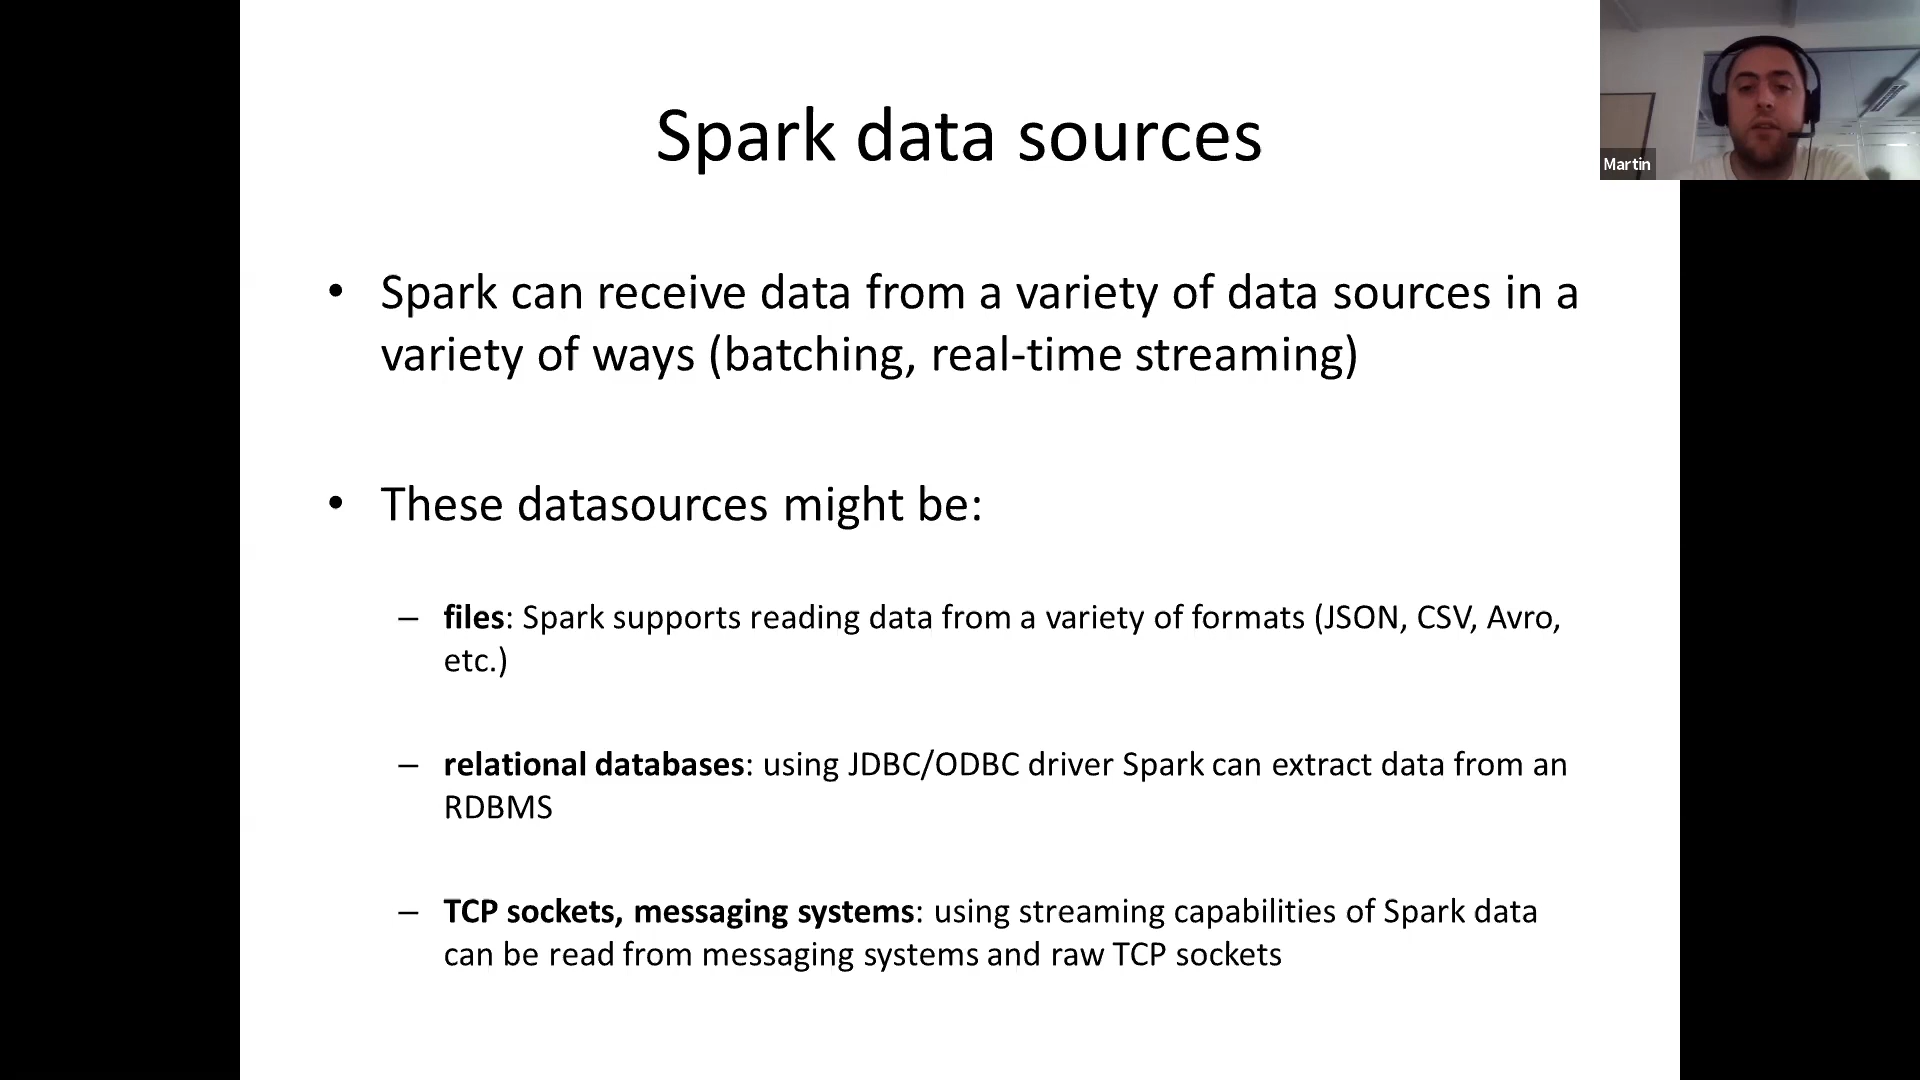 Spark data sources
Martin
• Spark can receive data from a variety of data sources in a
variety of ways (batching, real-time streaming)
• These datasources might be:
– files: Spark supports reading data from a variety of formats (JSON, CSV, Avro,
etc.)
– relational databases: using JDBC/ODBC driver Spark can extract data from an
RDBMS
– TCP sockets, messaging systems: using streaming capabilities of Spark data
can be read from messaging systems and raw TCP sockets